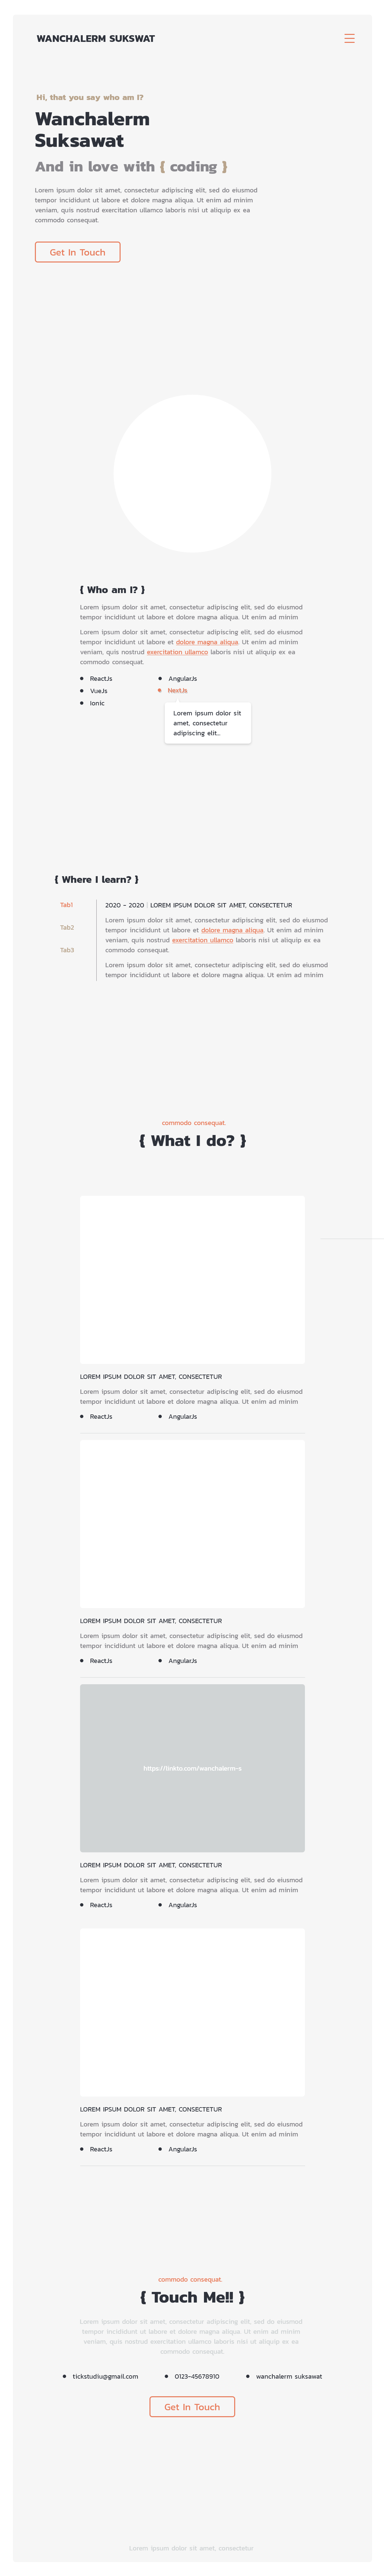 WANCHALERM SUKSWAT
Hi, that you say who am I?
Wanchalerm
Suksawat
And in love with { coding }
Lorem ipsum dolor sit amet, consectetur adipiscing elit, sed do eiusmod
tempor incididunt ut labore et dolore magna aliqua. Ut enim ad minim
veniam, quis nostrud exercitation ullamco laboris nisi ut aliquip ex ea
commodo consequat.
Get In Touch
{ Who am I? }
Lorem ipsum dolor sit amet, consectetur adipiscing elit, sed do eiusmod
tempor incididunt ut labore et dolore magna aliqua. Ut enim ad minim
Lorem ipsum dolor sit amet, consectetur adipiscing elit, sed do eiusmod
tempor incididunt ut labore et dolore magna aliqua. Ut enim ad minim
veniam, quis nostrud exercitation ullamco laboris nisi ut aliquip ex ea
commodo consequat.
ReactJs AngularJs
VueJs NextJs
Ionic
Lorem ipsum dolor sit
amet, consectetur
adipiscing elit...
{ Where I learn? }
Tab1
Tab2
Tab3
2020 - 2020 | LOREM IPSUM DOLOR SIT AMET, CONSECTETUR
Lorem ipsum dolor sit amet, consectetur adipiscing elit, sed do eiusmod
tempor incididunt ut labore et dolore magna aliqua. Ut enim ad minim
veniam, quis nostrud exercitation ullamco laboris nisi ut aliquip ex ea
commodo consequat.
Lorem ipsum dolor sit amet, consectetur adipiscing elit, sed do eiusmod
tempor incididunt ut labore et dolore magna aliqua. Ut enim ad minim
commodo consequat.
{ What I do? }
LOREM IPSUM DOLOR SIT AMET, CONSECTETUR
Lorem ipsum dolor sit amet, consectetur adipiscing elit, sed do eiusmod
tempor incididunt ut labore et dolore magna aliqua. Ut enim ad minim
ReactJs AngularJs
LOREM IPSUM DOLOR SIT AMET, CONSECTETUR
Lorem ipsum dolor sit amet, consectetur adipiscing elit, sed do eiusmod
tempor incididunt ut labore et dolore magna aliqua. Ut enim ad minim
ReactJs AngularJs
https://linkto.com/wanchalerm-s
LOREM IPSUM DOLOR SIT AMET, CONSECTETUR
Lorem ipsum dolor sit amet, consectetur adipiscing elit, sed do eiusmod
tempor incididunt ut labore et dolore magna aliqua. Ut enim ad minim
ReactJs AngularJs
LOREM IPSUM DOLOR SIT AMET, CONSECTETUR
Lorem ipsum dolor sit amet, consectetur adipiscing elit, sed do eiusmod
tempor incididunt ut labore et dolore magna aliqua. Ut enim ad minim
ReactJs AngularJs
commodo consequat.
{ Touch Me!! }
Lorem ipsum dolor sit amet, consectetur adipiscing elit, sed do eiusmod
tempor incididunt ut labore et dolore magna aliqua. Ut enim ad minim
veniam, quis nostrud exercitation ullamco laboris nisi ut aliquip ex ea
commodo consequat.
tickstudiu@gmail.com 0123-45678910 wanchalerm suksawat
Get In Touch
Lorem ipsum dolor sit amet, consectetur